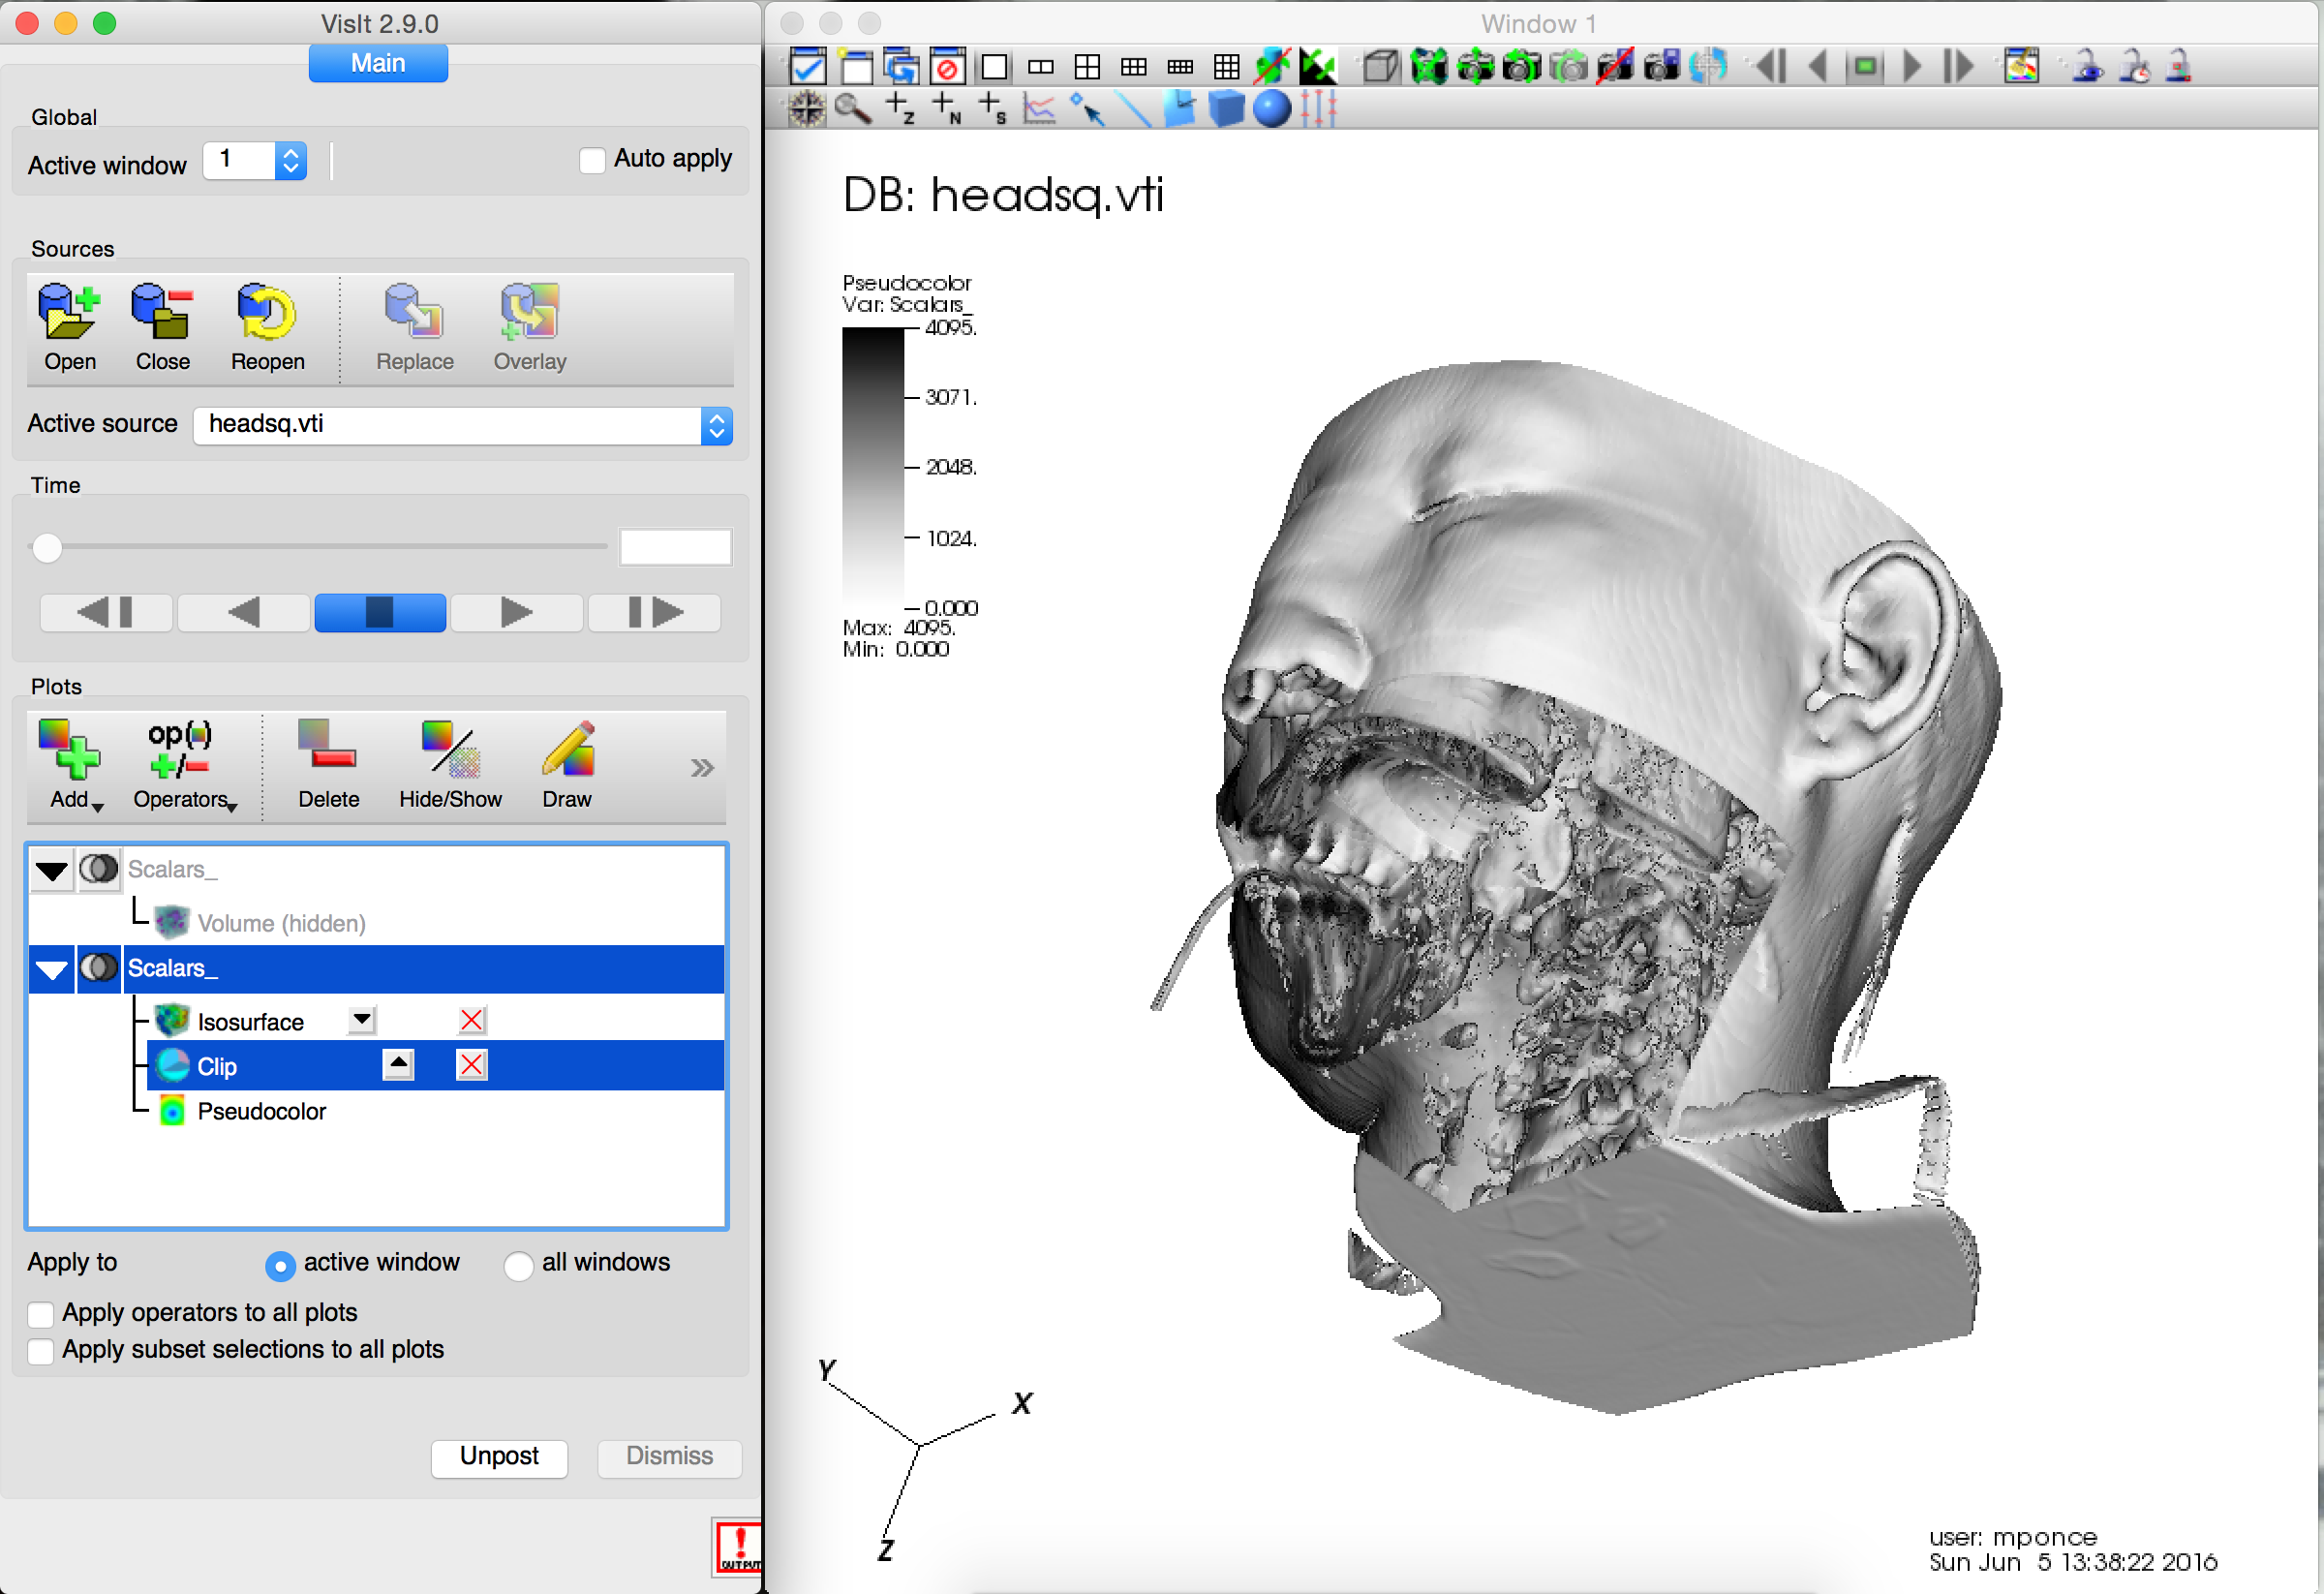 VisIt 2.9.0
Main
Global
Active window 1
Auto apply
Sources
Open Close Reopen Replace Overlay
Active source headsq.vti
Time
Plots
op( )
+/-
Add Operators Delete Hide/Show Draw
»
Scalars_
Volume (hidden)
Scalars_
Isosurface
Clip
Pseudocolor
Apply to active window all windows
Apply operators to all plots
Apply subset selections to all plots
Unpost Dismiss
!
OUTPUT
Window 1
Z N S
DB: headsq.vti
Pseudocolor
Var: Scalars_
4095.
3071.
2048.
1024.
0.000
Max: 4095.
Min: 0.000
Y
X
Z
user: mponce
Sun Jun 5 13:38:22 2016